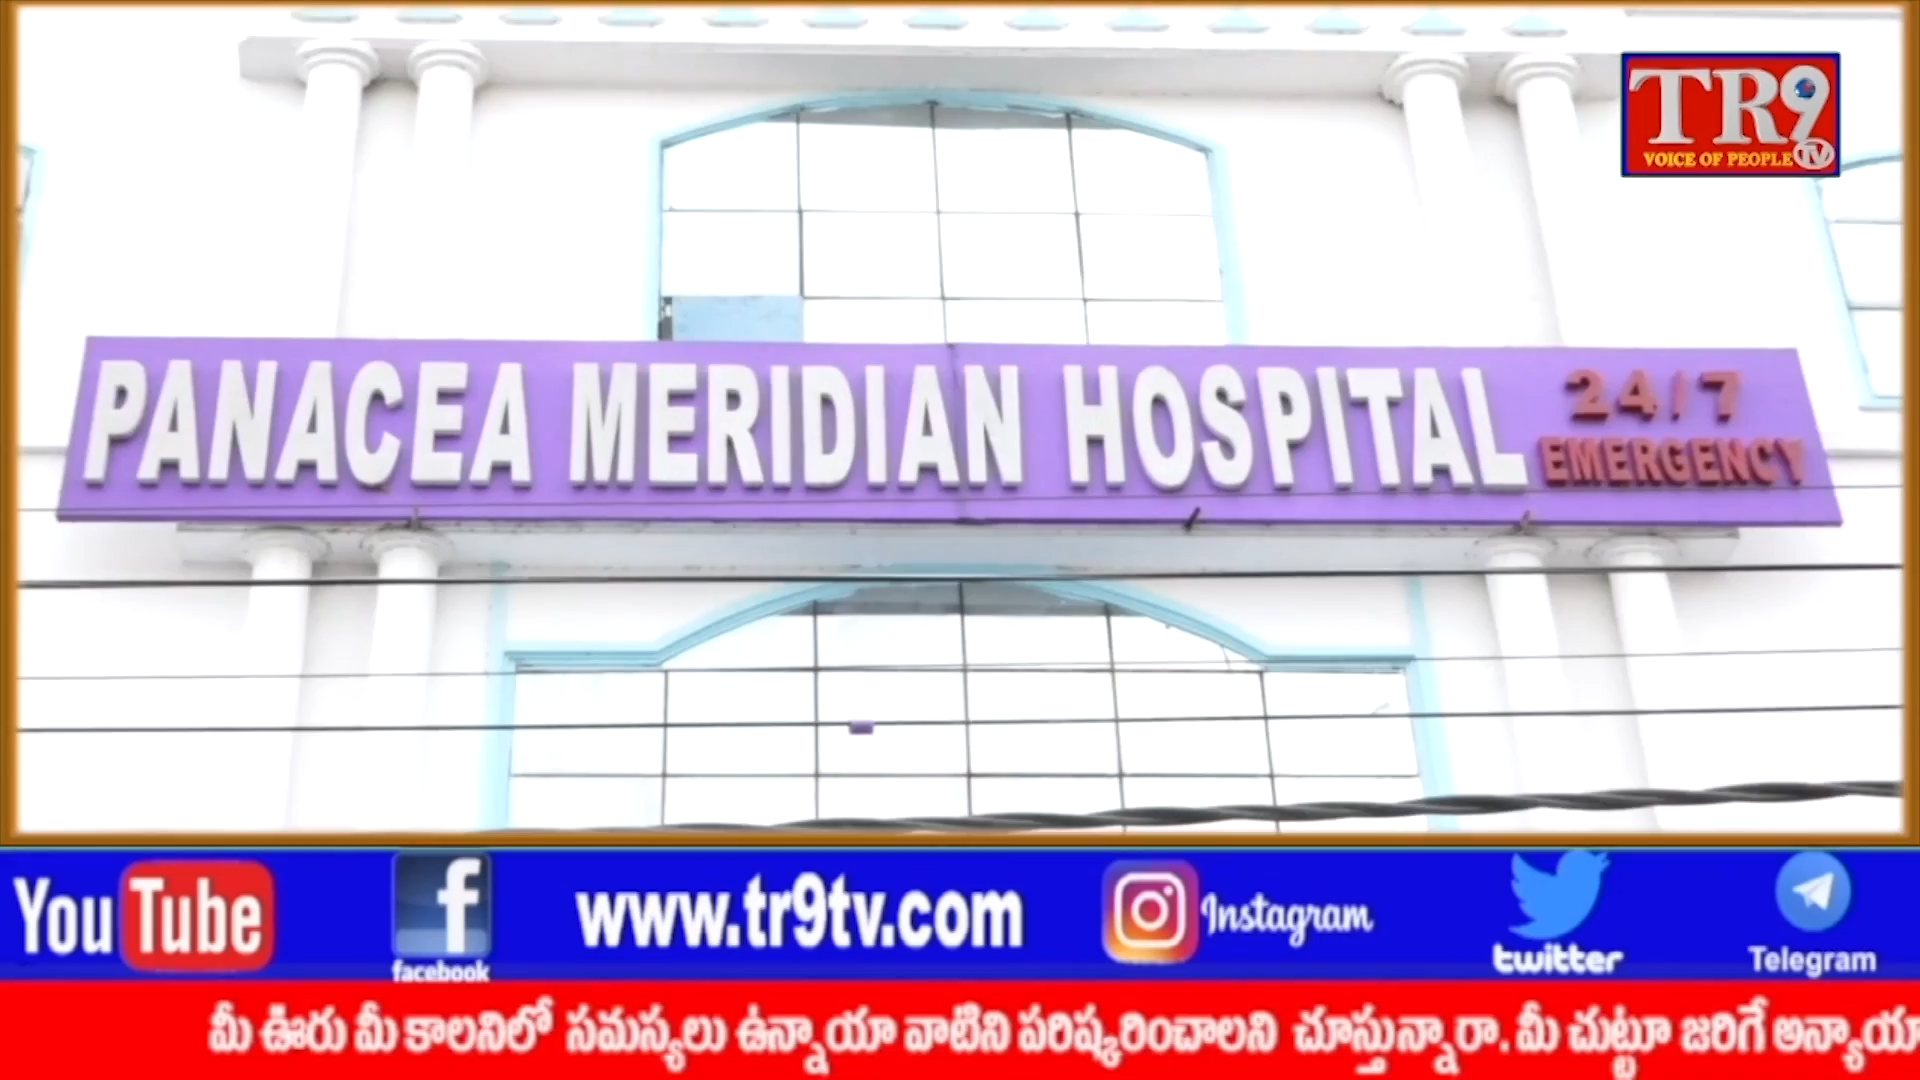 TR9
VOICE OF PEOPLE TV
PANACEA MERIDIAN HOSPITAL 24/7
EMERGENCY
YouTube
facebook
www.tr9tv.com
Instagram
twitter
Telegram
మీ ఊరు మీ కాలనిలో సమస్యలు ఉన్నాయా వాటిని పరిష్కరించాలని చూస్తున్నారా. మీ చుట్టూ జరిగే అన్యాయా